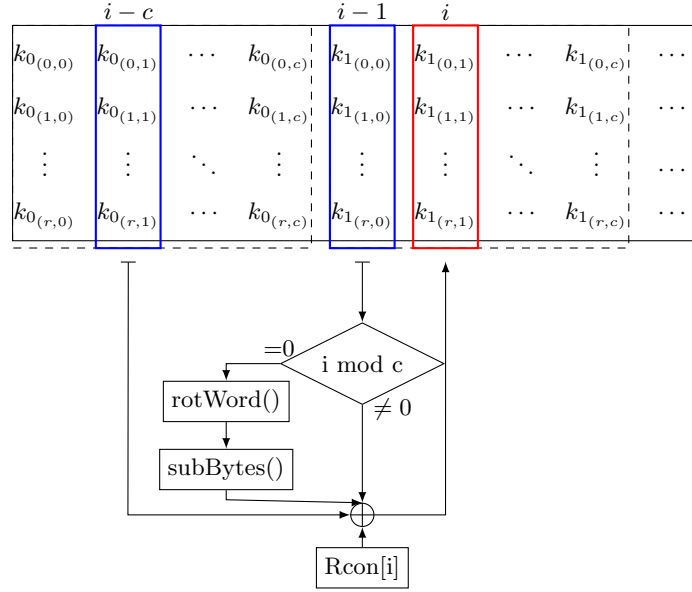 i − c i − 1 i
k₀₍₀,₀₎ k₀₍₀,₁₎ ⋯ k₀₍₀,c₎ k₁₍₀,₀₎ k₁₍₀,₁₎ ⋯ k₁₍₀,c₎ ⋯
k₀₍₁,₀₎ k₀₍₁,₁₎ ⋯ k₀₍₁,c₎ k₁₍₁,₀₎ k₁₍₁,₁₎ ⋯ k₁₍₁,c₎ ⋯
⋮ ⋮ ⋱ ⋮ ⋮ ⋮ ⋱ ⋮ ⋯
k₀₍r,₀₎ k₀₍r,₁₎ ⋯ k₀₍r,c₎ k₁₍r,₀₎ k₁₍r,₁₎ ⋯ k₁₍r,c₎ ⋯
=0
i mod c
rotWord()
≠ 0
subBytes()
Rcon[i]